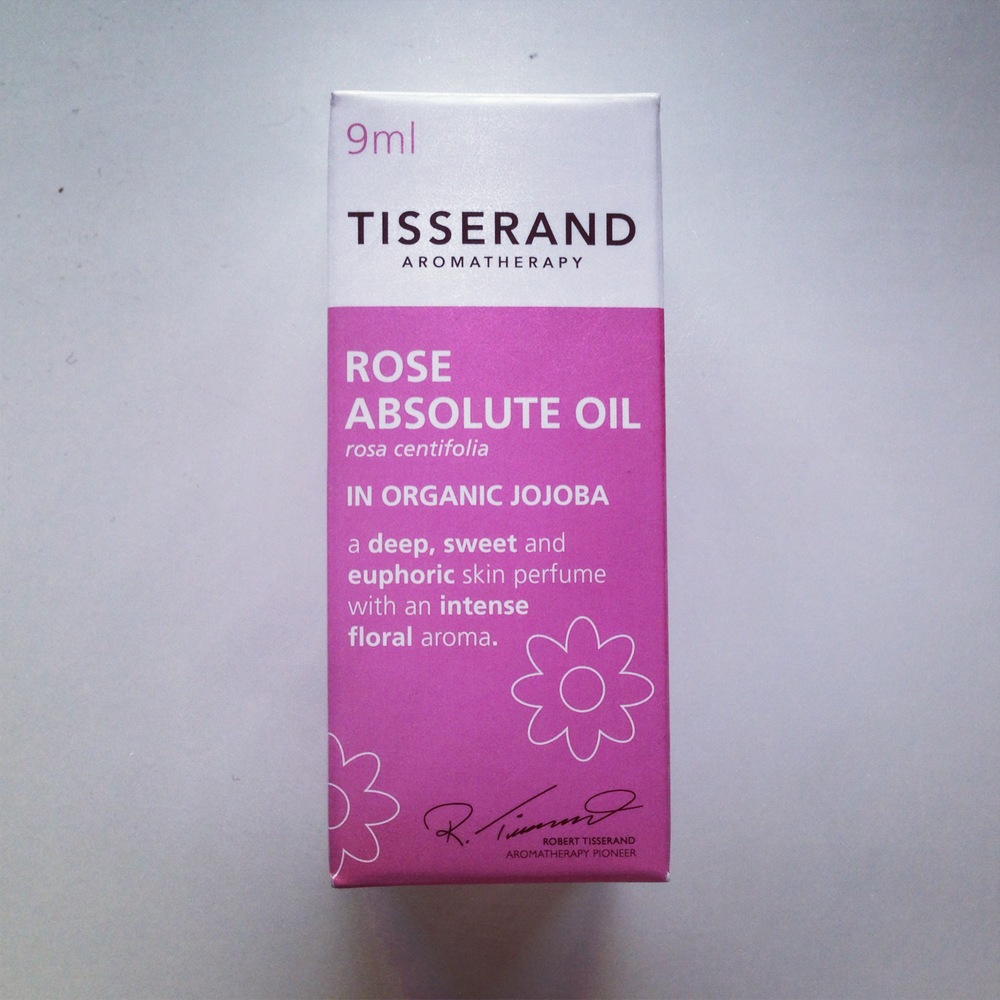 9ml
TISSERAND
AROMATHERAPY
ROSE
ABSOLUTE OIL
rosa centifolia
IN ORGANIC JOJOBA
a deep, sweet and
euphoric skin perfume
with an intense
floral aroma.
R. Tisserand
ROBERT TISSERAND
AROMATHERAPY PIONEER